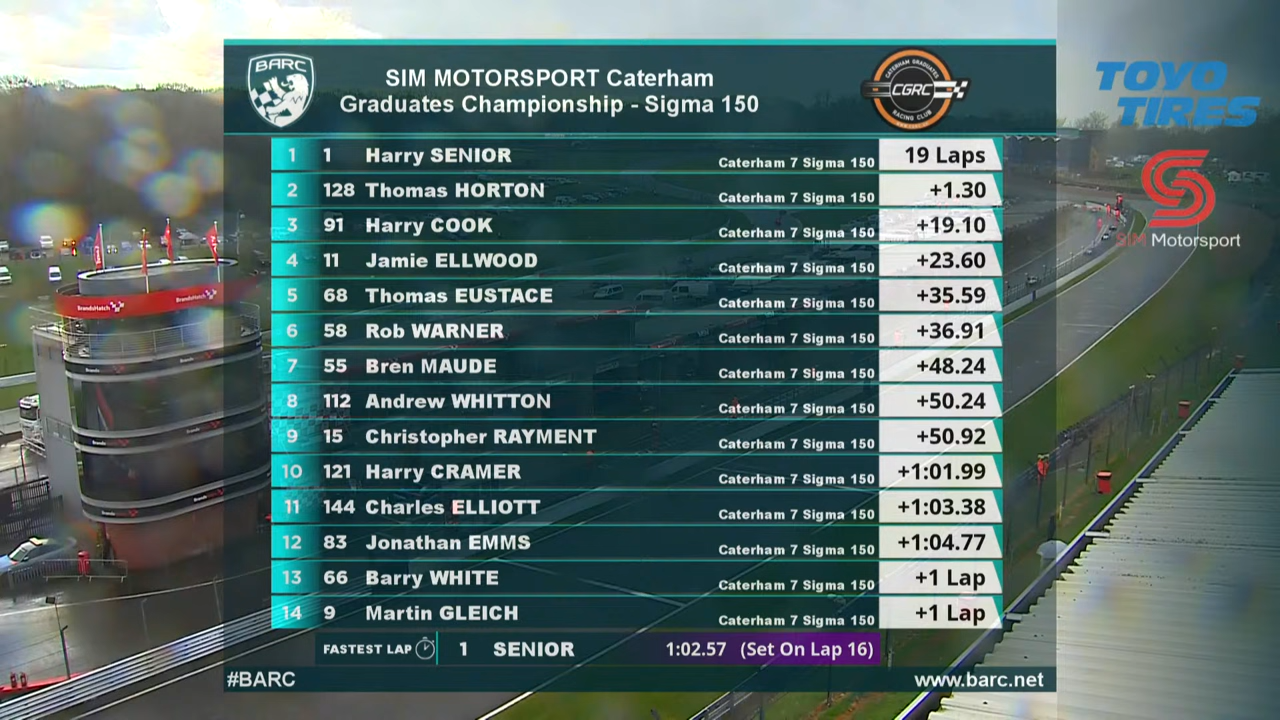 BARC
SIM MOTORSPORT Caterham
Graduates Championship - Sigma 150
CATERHAM GRADUATES
CGRC
RACING CLUB
TOYO
TIRES
SIM Motorsport
1 1 Harry SENIOR Caterham 7 Sigma 150 19 Laps
2 128 Thomas HORTON Caterham 7 Sigma 150 +1.30
3 91 Harry COOK Caterham 7 Sigma 150 +19.10
4 11 Jamie ELLWOOD Caterham 7 Sigma 150 +23.60
5 68 Thomas EUSTACE Caterham 7 Sigma 150 +35.59
6 58 Rob WARNER Caterham 7 Sigma 150 +36.91
7 55 Bren MAUDE Caterham 7 Sigma 150 +48.24
8 112 Andrew WHITTON Caterham 7 Sigma 150 +50.24
9 15 Christopher RAYMENT Caterham 7 Sigma 150 +50.92
10 121 Harry CRAMER Caterham 7 Sigma 150 +1:01.99
11 144 Charles ELLIOTT Caterham 7 Sigma 150 +1:03.38
12 83 Jonathan EMMS Caterham 7 Sigma 150 +1:04.77
13 66 Barry WHITE Caterham 7 Sigma 150 +1 Lap
14 9 Martin GLEICH Caterham 7 Sigma 150 +1 Lap
FASTEST LAP 1 SENIOR 1:02.57 (Set On Lap 16)
#BARC www.barc.net
BrandsHatch BrandsHatch